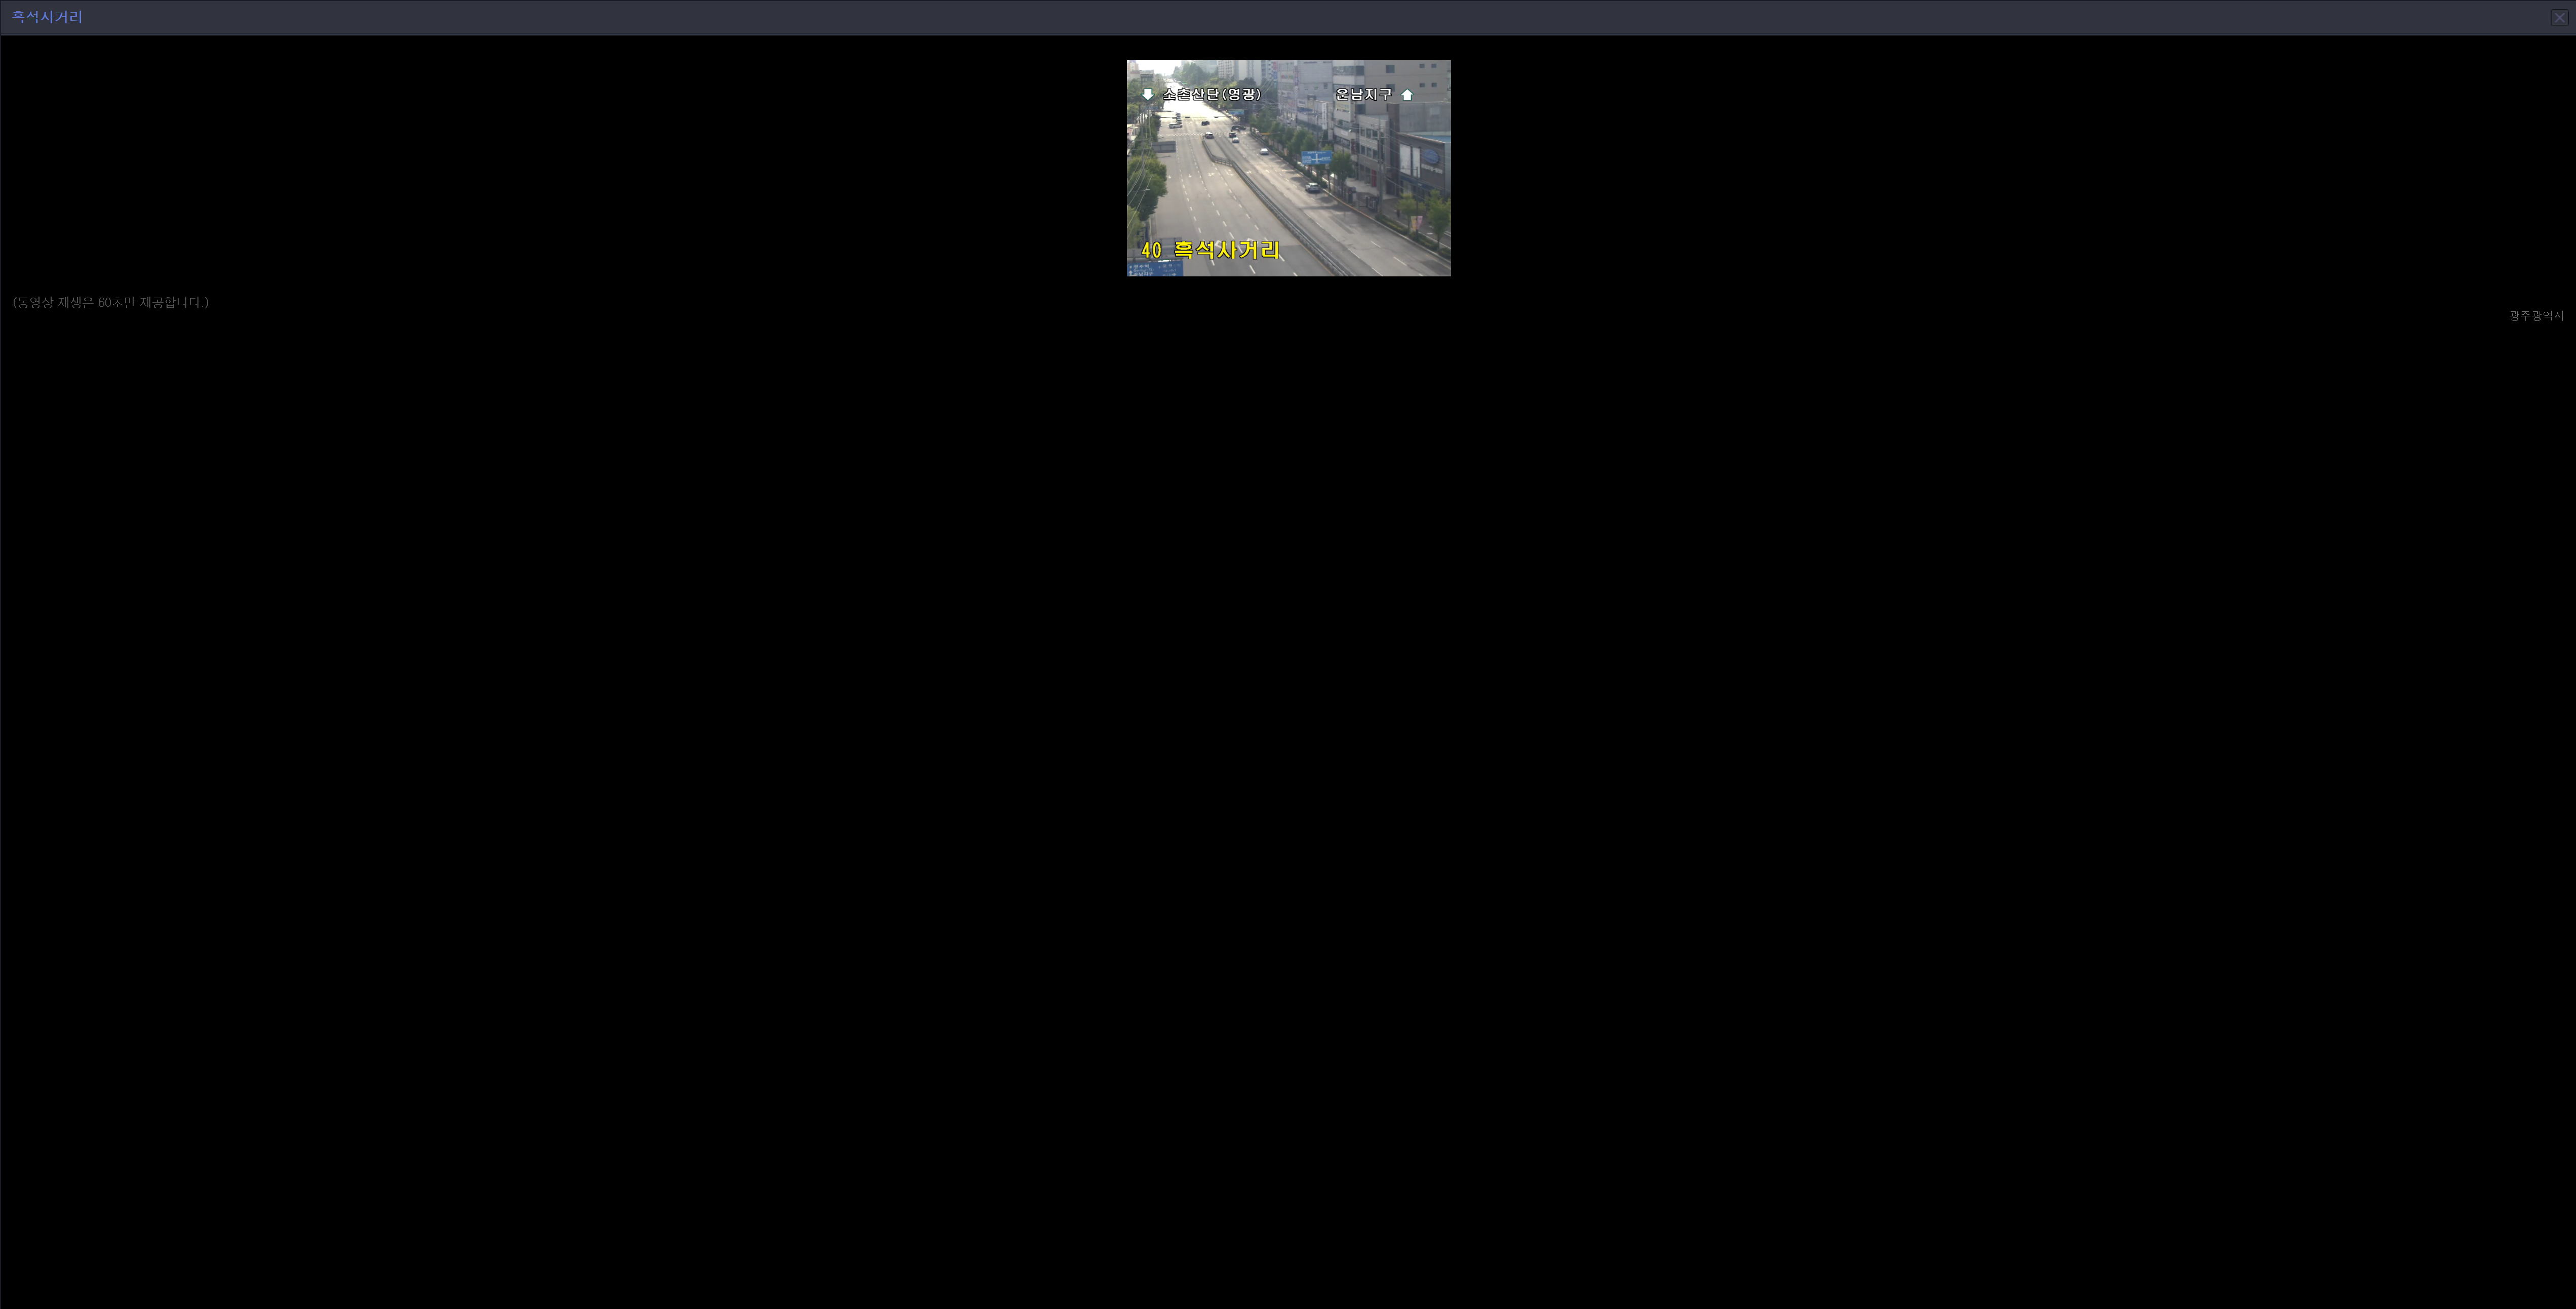 흑석사거리
소촌산단(영광)
운남지구
40 흑석사거리
(동영상 재생은 60초만 제공합니다.)
광주광역시